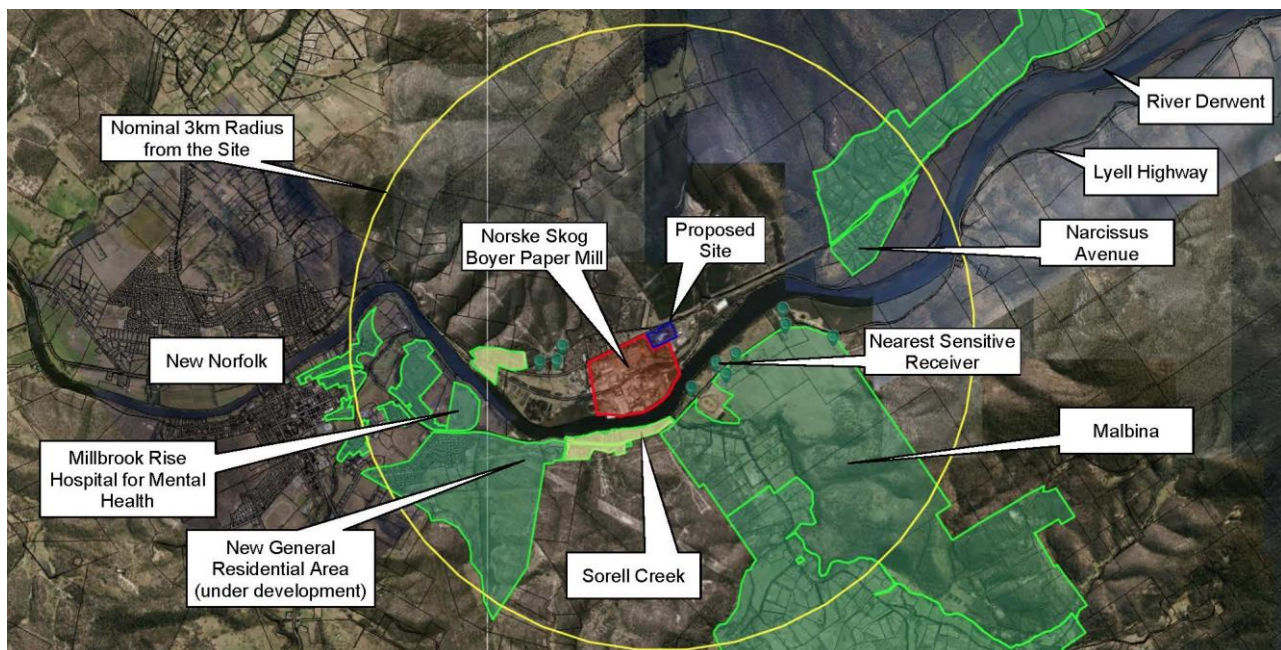 River Derwent
Nominal 3km Radius
from the Site
Lyell Highway
Norske Skog
Boyer Paper Mill
Proposed
Site
Narcissus
Avenue
New Norfolk
Nearest Sensitive
Receiver
Millbrook Rise
Hospital for Mental
Health
Malbina
New General
Residential Area
(under development)
Sorell Creek